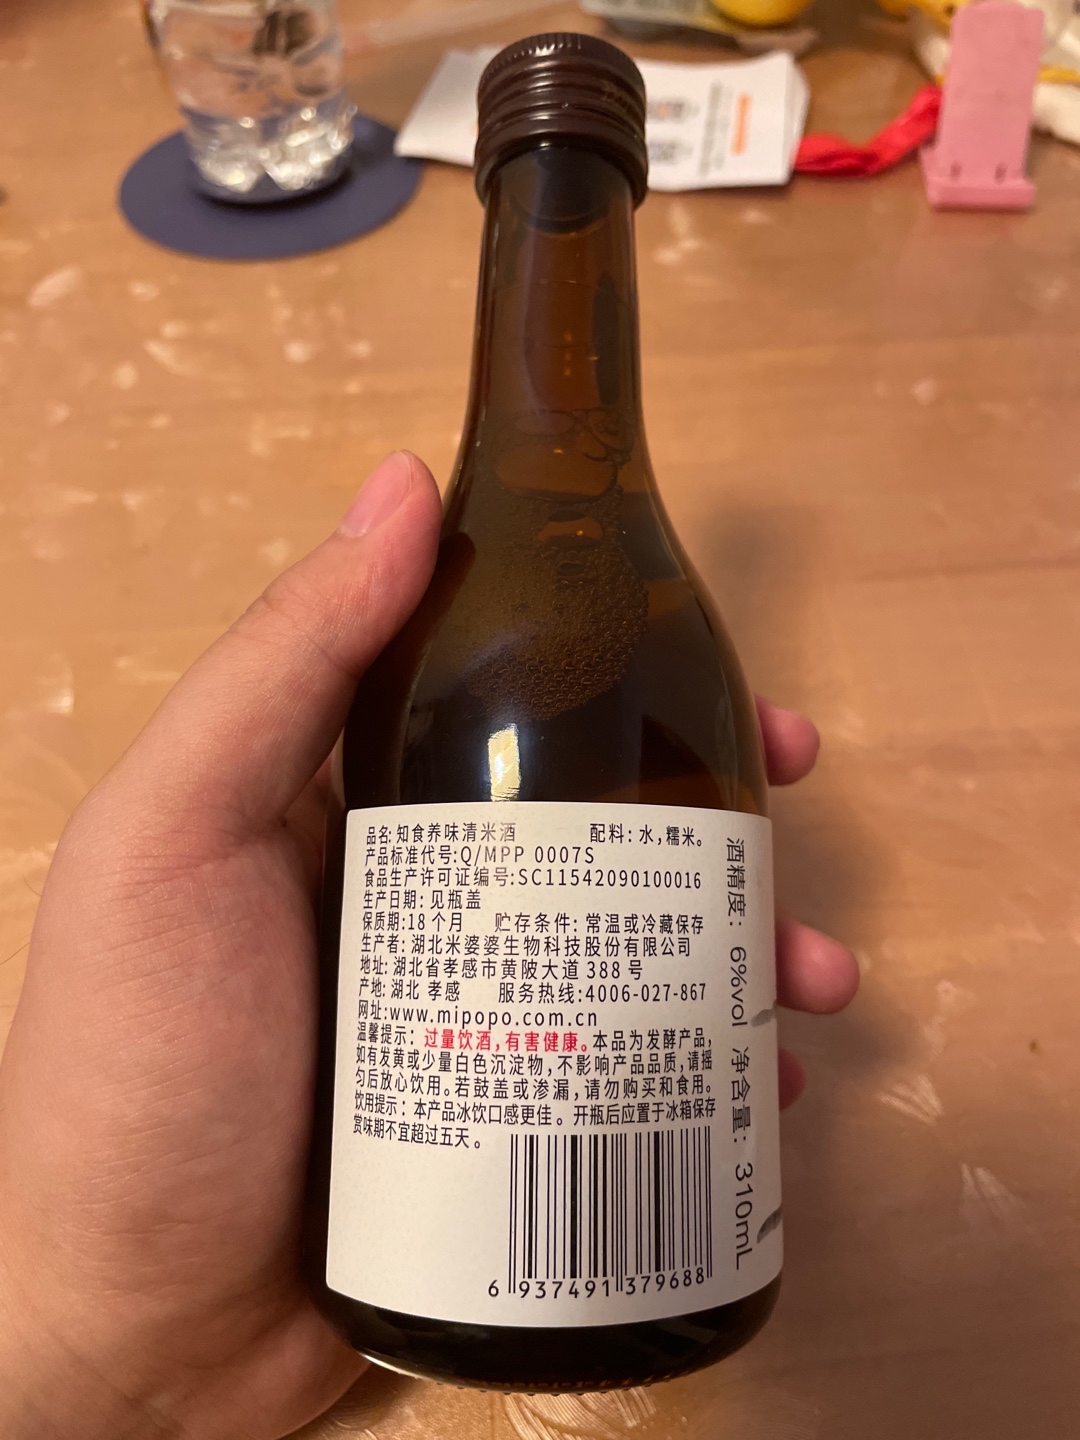 品名:知食养味清米酒 配料:水,糯米。
产品标准代号:Q/MPP 0007S
食品生产许可证编号:SC11542090100016
生产日期:见瓶盖
保质期:18个月 贮存条件:常温或冷藏保存
生产者:湖北米婆婆生物科技股份有限公司
地址:湖北省孝感市黄陂大道388号
产地:湖北 孝感 服务热线:4006-027-867
网址:www.mipopo.com.cn
温馨提示:过量饮酒,有害健康。本品为发酵产品,
如有发黄或少量白色沉淀物,不影响产品品质,请摇
匀后放心饮用。若鼓盖或渗漏,请勿购买和食用。
饮用提示:本产品冰饮口感更佳。开瓶后应置于冰箱保存
赏味期不宜超过五天。
6 937491 379688
酒精度: 6%vol 净含量: 310mL